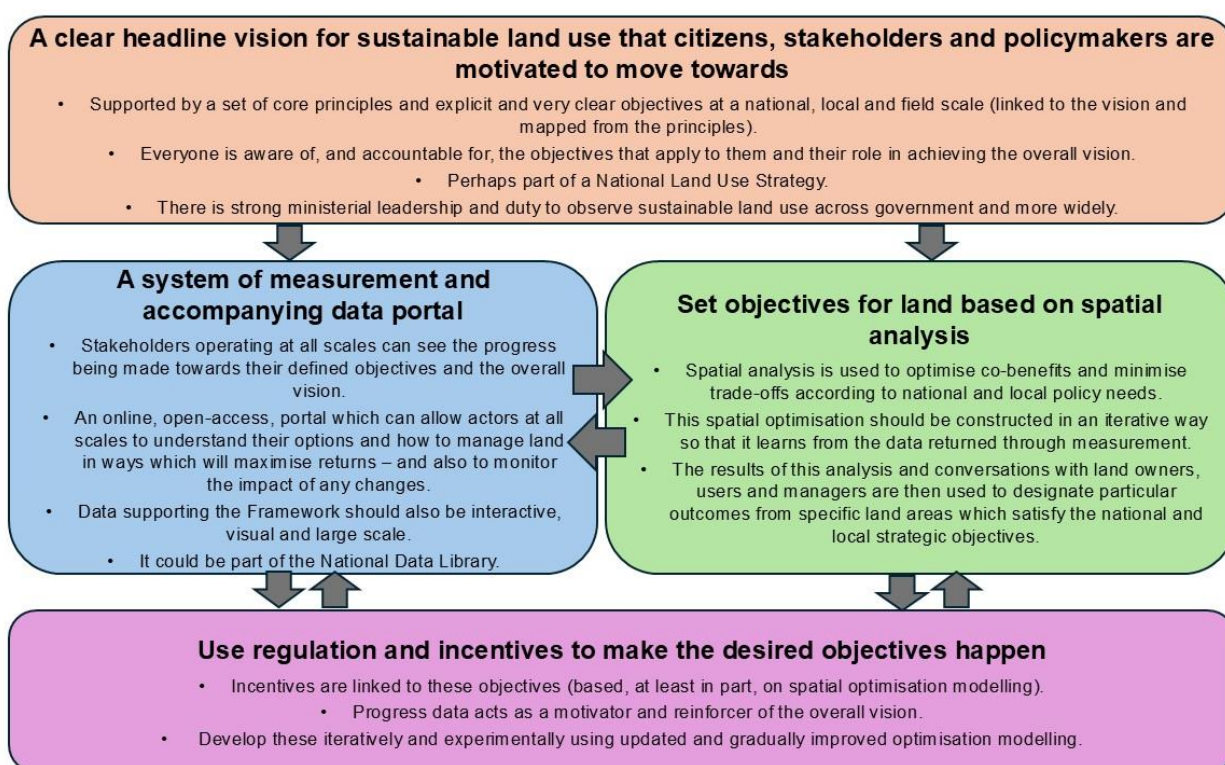 A clear headline vision for sustainable land use that citizens, stakeholders and policymakers are
motivated to move towards
• Supported by a set of core principles and explicit and very clear objectives at a national, local and field scale (linked to the vision and
mapped from the principles).
• Everyone is aware of, and accountable for, the objectives that apply to them and their role in achieving the overall vision.
• Perhaps part of a National Land Use Strategy.
• There is strong ministerial leadership and duty to observe sustainable land use across government and more widely.
A system of measurement and
accompanying data portal
• Stakeholders operating at all scales can see the progress
being made towards their defined objectives and the overall
vision.
• An online, open-access, portal which can allow actors at all
scales to understand their options and how to manage land
in ways which will maximise returns – and also to monitor
the impact of any changes.
• Data supporting the Framework should also be interactive,
visual and large scale.
• It could be part of the National Data Library.
Set objectives for land based on spatial
analysis
• Spatial analysis is used to optimise co-benefits and minimise
trade-offs according to national and local policy needs.
• This spatial optimisation should be constructed in an iterative way
so that it learns from the data returned through measurement.
• The results of this analysis and conversations with land owners,
users and managers are then used to designate particular
outcomes from specific land areas which satisfy the national and
local strategic objectives.
Use regulation and incentives to make the desired objectives happen
• Incentives are linked to these objectives (based, at least in part, on spatial optimisation modelling).
• Progress data acts as a motivator and reinforcer of the overall vision.
• Develop these iteratively and experimentally using updated and gradually improved optimisation modelling.